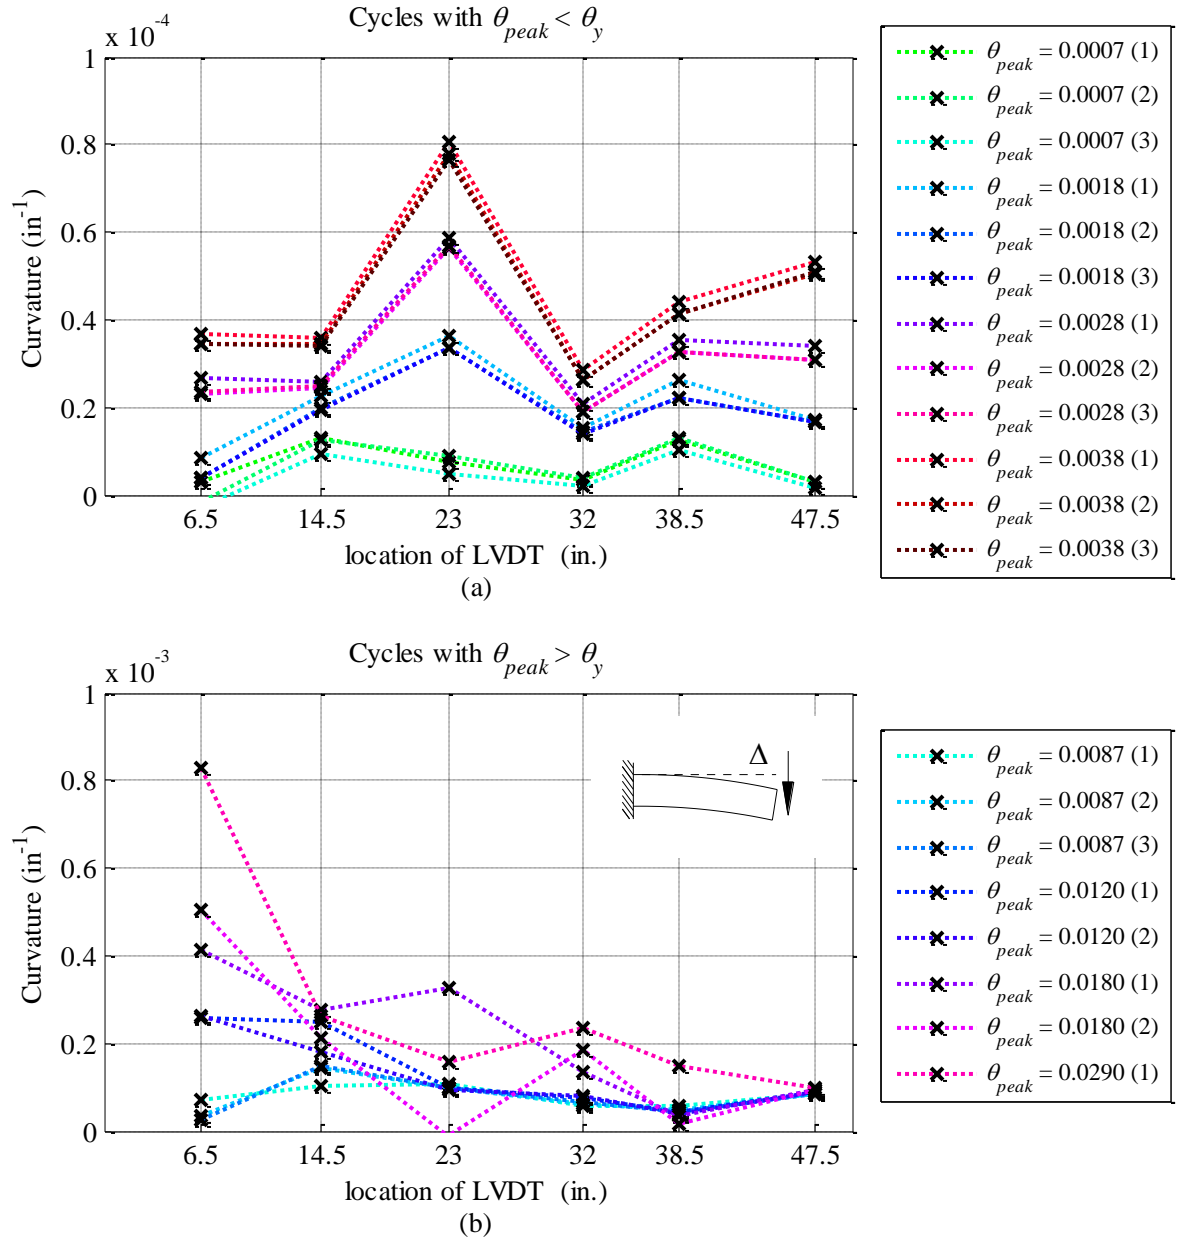 Cycles with θpeak < θy
x 10-4
1
0.8
0.6
0.4
0.2
0
Curvature (in-1)
6.5 14.5 23 32 38.5 47.5
location of LVDT (in.)
(a)
θpeak = 0.0007 (1)
θpeak = 0.0007 (2)
θpeak = 0.0007 (3)
θpeak = 0.0018 (1)
θpeak = 0.0018 (2)
θpeak = 0.0018 (3)
θpeak = 0.0028 (1)
θpeak = 0.0028 (2)
θpeak = 0.0028 (3)
θpeak = 0.0038 (1)
θpeak = 0.0038 (2)
θpeak = 0.0038 (3)
Cycles with θpeak > θy
x 10-3
1
0.8
0.6
0.4
0.2
0
Curvature (in-1)
Δ
6.5 14.5 23 32 38.5 47.5
location of LVDT (in.)
(b)
θpeak = 0.0087 (1)
θpeak = 0.0087 (2)
θpeak = 0.0087 (3)
θpeak = 0.0120 (1)
θpeak = 0.0120 (2)
θpeak = 0.0180 (1)
θpeak = 0.0180 (2)
θpeak = 0.0290 (1)